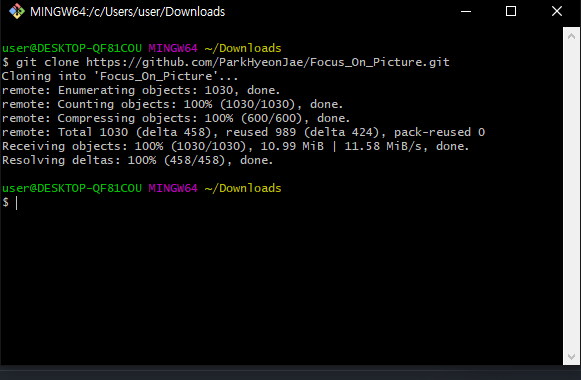 MINGW64:/c/Users/user/Downloads
user@DESKTOP-QF81COU MINGW64 ~/Downloads
$ git clone https://github.com/ParkHyeonJae/Focus_On_Picture.git
Cloning into 'Focus_On_Picture'...
remote: Enumerating objects: 1030, done.
remote: Counting objects: 100% (1030/1030), done.
remote: Compressing objects: 100% (600/600), done.
remote: Total 1030 (delta 458), reused 989 (delta 424), pack-reused 0
Receiving objects: 100% (1030/1030), 10.99 MiB | 11.58 MiB/s, done.
Resolving deltas: 100% (458/458), done.
user@DESKTOP-QF81COU MINGW64 ~/Downloads
$